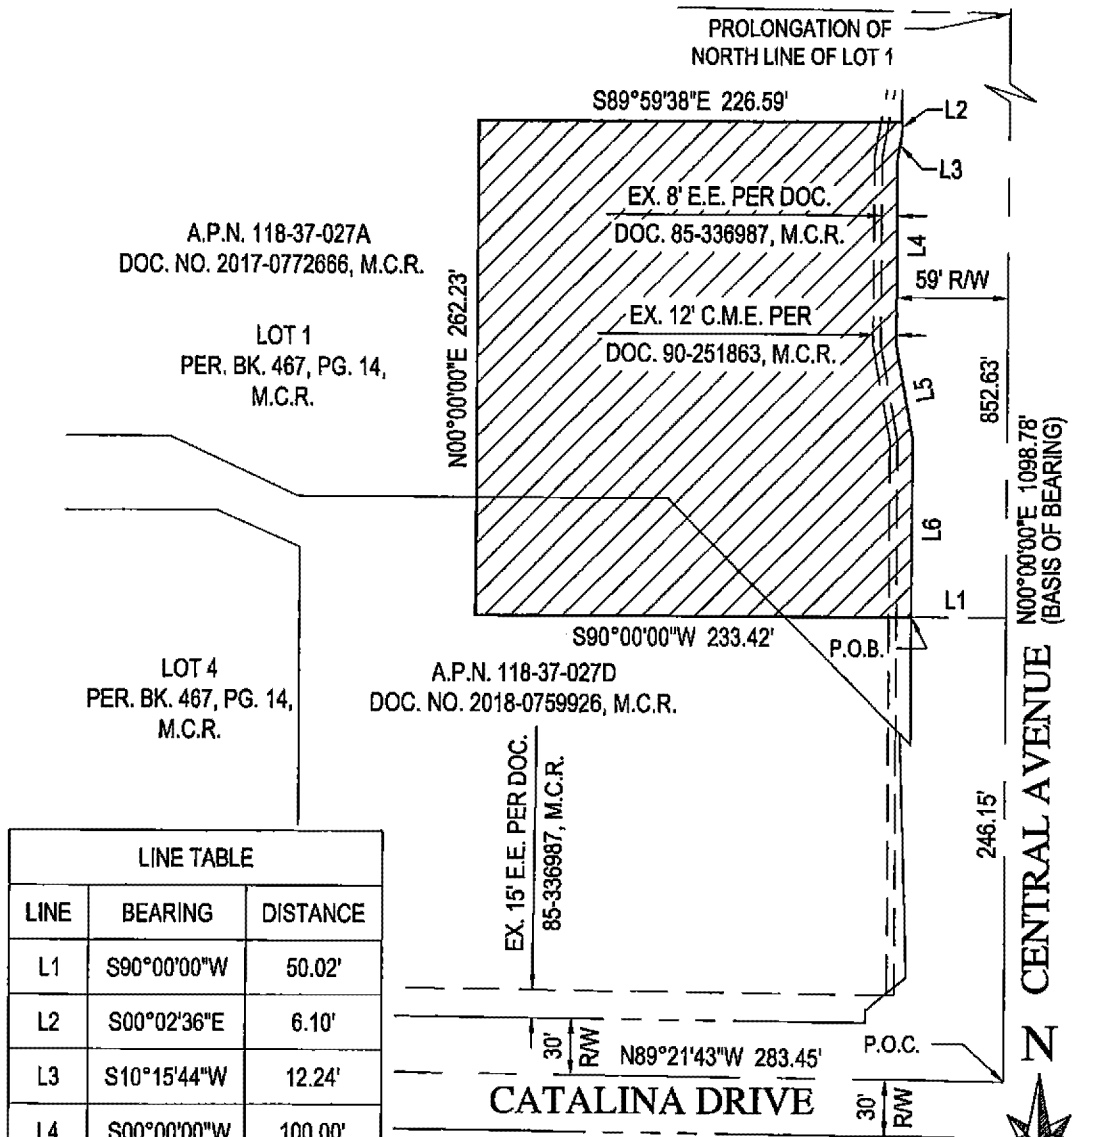 PROLONGATION OF
NORTH LINE OF LOT 1
S89°59'38"E 226.59'
L2
L3
EX. 8' E.E. PER DOC.
DOC. 85-336987, M.C.R.
L4
59' R/W
A.P.N. 118-37-027A
DOC. NO. 2017-0772666, M.C.R.
N00°00'00"E 262.23'
EX. 12' C.M.E. PER
DOC. 90-251863, M.C.R.
LOT 1
PER. BK. 467, PG. 14,
M.C.R.
L5
852.63'
N00°00'00"E 1098.78'
(BASIS OF BEARING)
L6
L1
S90°00'00"W 233.42'
P.O.B.
LOT 4
PER. BK. 467, PG. 14,
M.C.R.
A.P.N. 118-37-027D
DOC. NO. 2018-0759926, M.C.R.
EX. 15' E.E. PER DOC.
85-336987, M.C.R.
246.15'
CENTRAL AVENUE
LINE TABLE
LINE BEARING DISTANCE
L1 S90°00'00"W 50.02'
L2 S00°02'36"E 6.10'
L3 S10°15'44"W 12.24'
L4 S00°00'00"W 100.00'
30'
R/W
N89°21'43"W 283.45'
P.O.C.
N
CATALINA DRIVE
30'
R/W